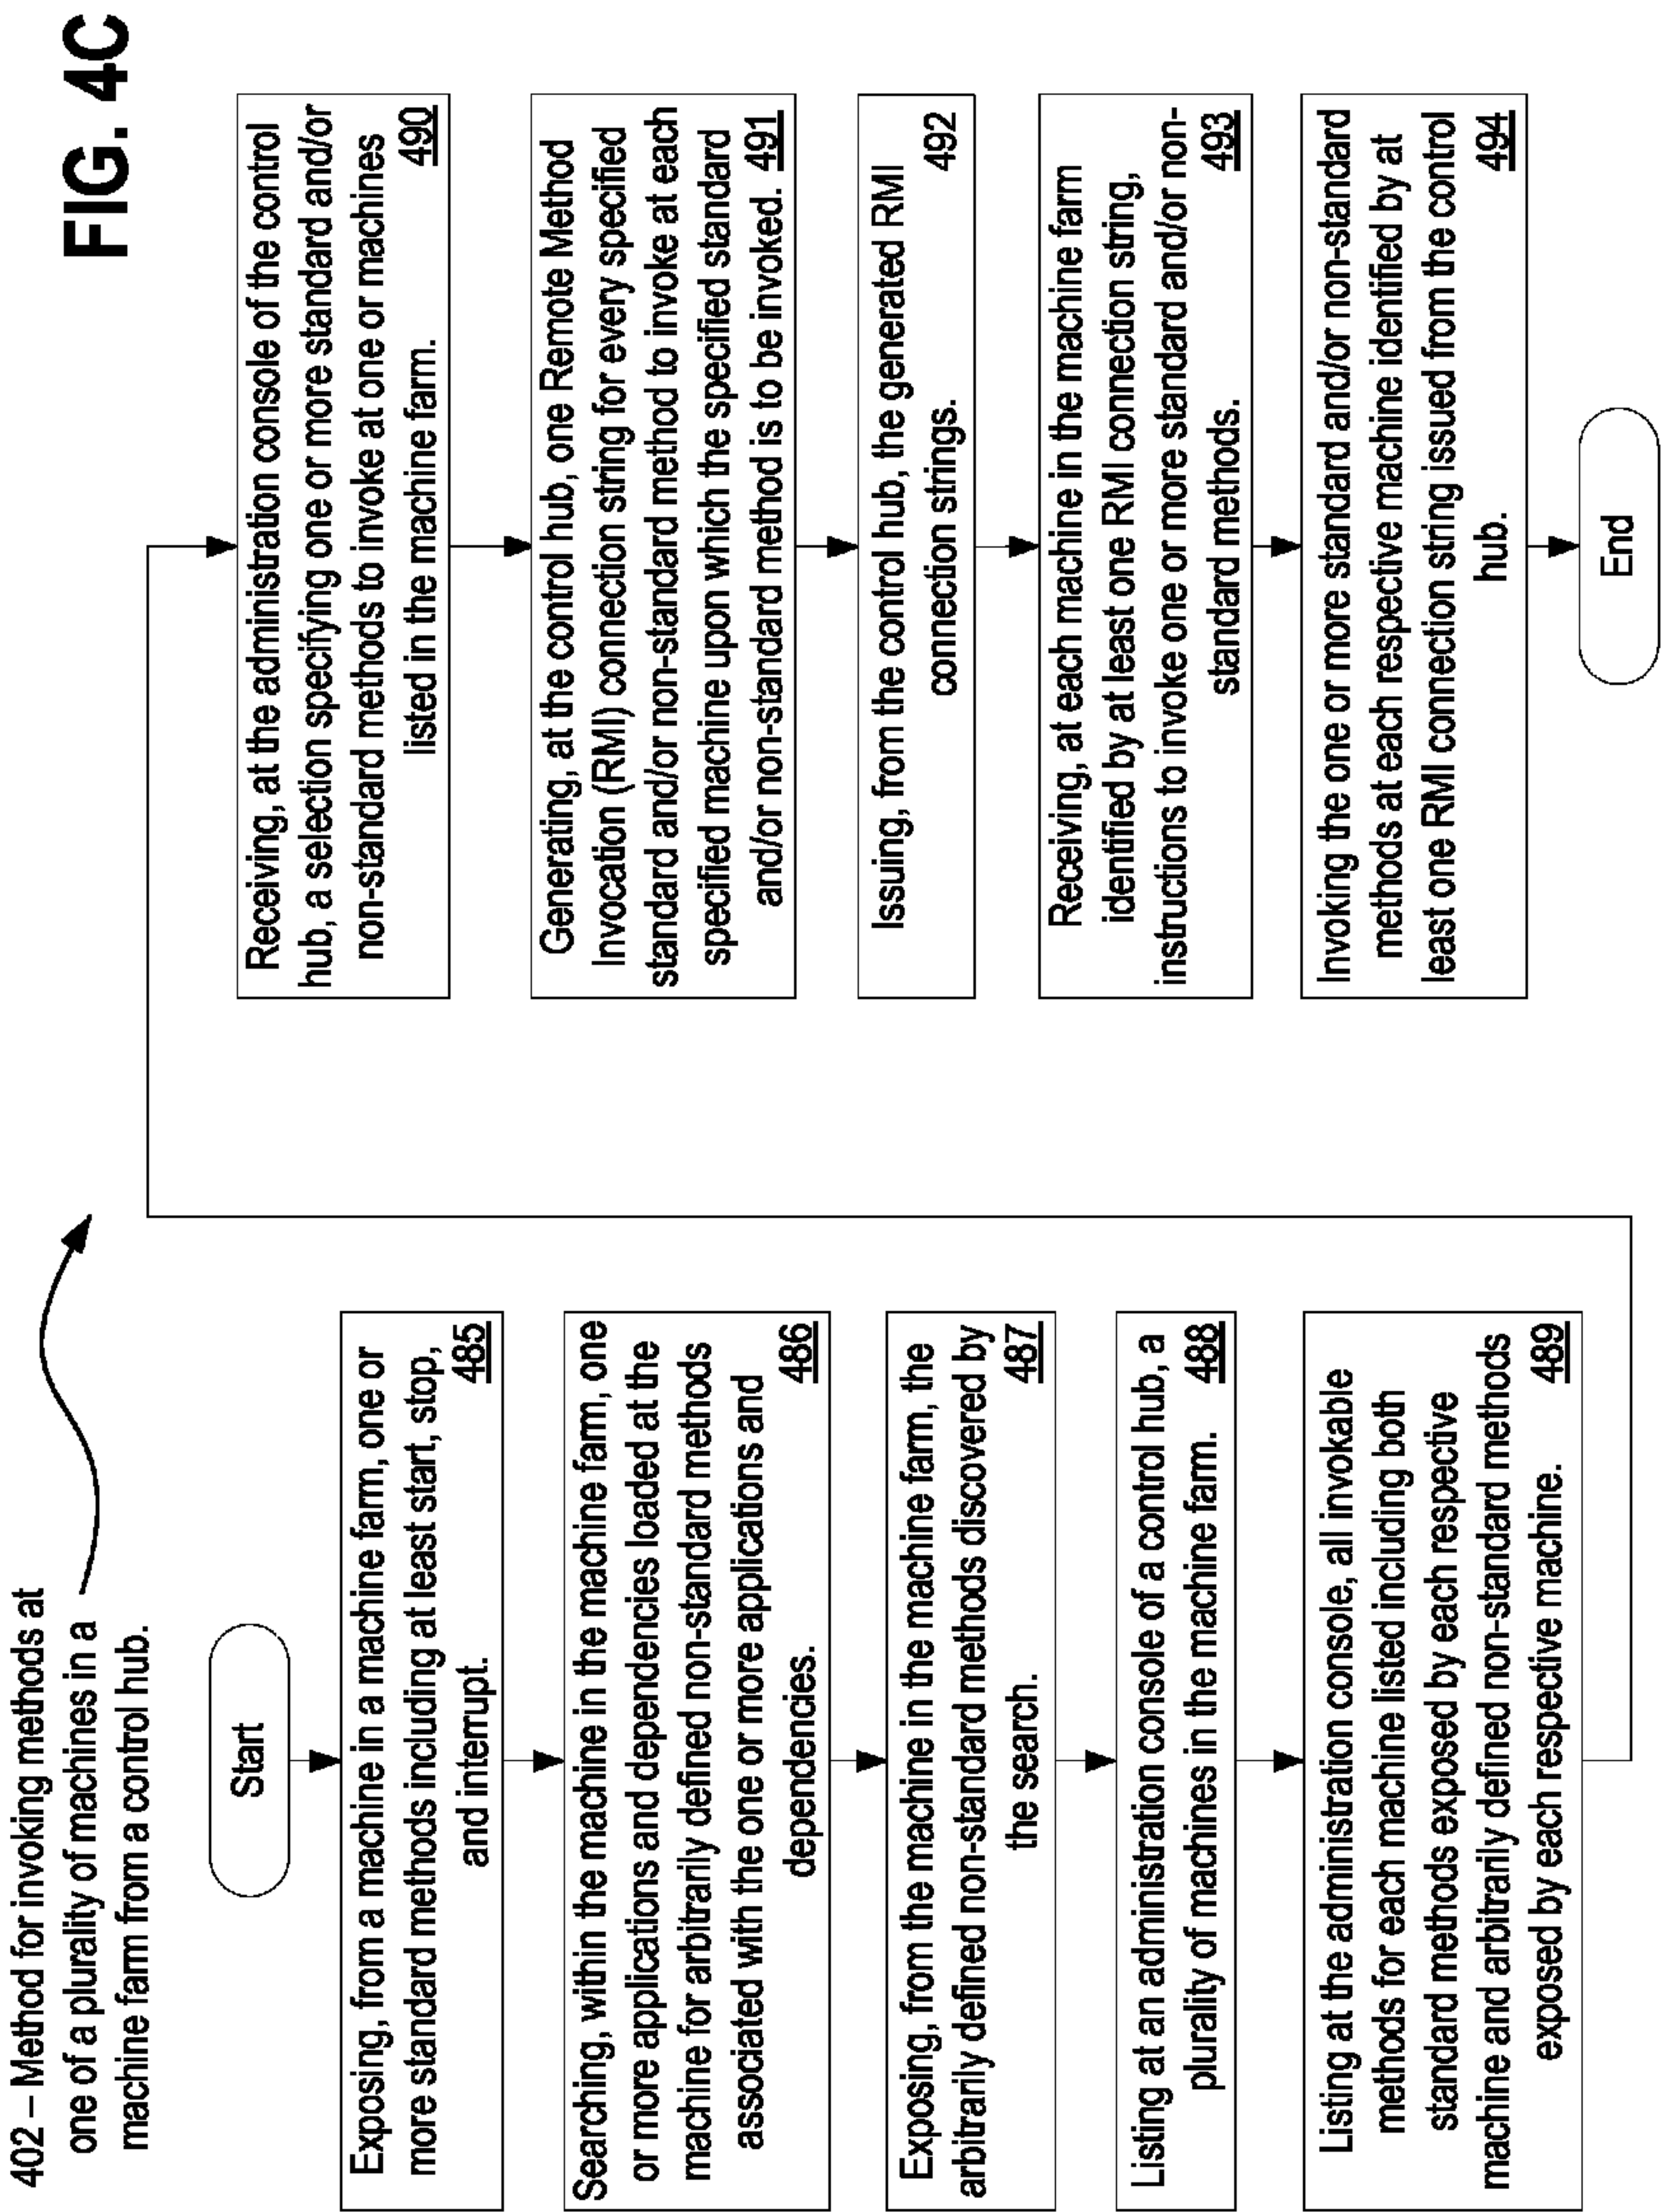 402 – Method for invoking methods at
one of a plurality of machines in a
machine farm from a control hub.
FIG. 4C
Start
Exposing, from a machine in a machine farm, one or
more standard methods including at least start, stop,
and interrupt. 485
Searching, within the machine in the machine farm, one
or more applications and dependencies loaded at the
machine for arbitrarily defined non-standard methods
associated with the one or more applications and
dependencies. 486
Exposing, from the machine in the machine farm, the
arbitrarily defined non-standard methods discovered by
the search. 487
Listing at an administration console of a control hub, a
plurality of machines in the machine farm. 488
Listing at the administration console, all invokable
methods for each machine listed including both
standard methods exposed by each respective
machine and arbitrarily defined non-standard methods
exposed by each respective machine. 489
Receiving, at the administration console of the control
hub, a selection specifying one or more standard and/or
non-standard methods to invoke at one or machines
listed in the machine farm. 490
Generating, at the control hub, one Remote Method
Invocation (RMI) connection string for every specified
standard and/or non-standard method to invoke at each
specified machine upon which the specified standard
and/or non-standard method is to be invoked. 491
Issuing, from the control hub, the generated RMI
connection strings. 492
Receiving, at each machine in the machine farm
identified by at least one RMI connection string,
instructions to invoke one or more standard and/or non-
standard methods. 493
Invoking the one or more standard and/or non-standard
methods at each respective machine identified by at
least one RMI connection string issued from the control
hub. 494
End